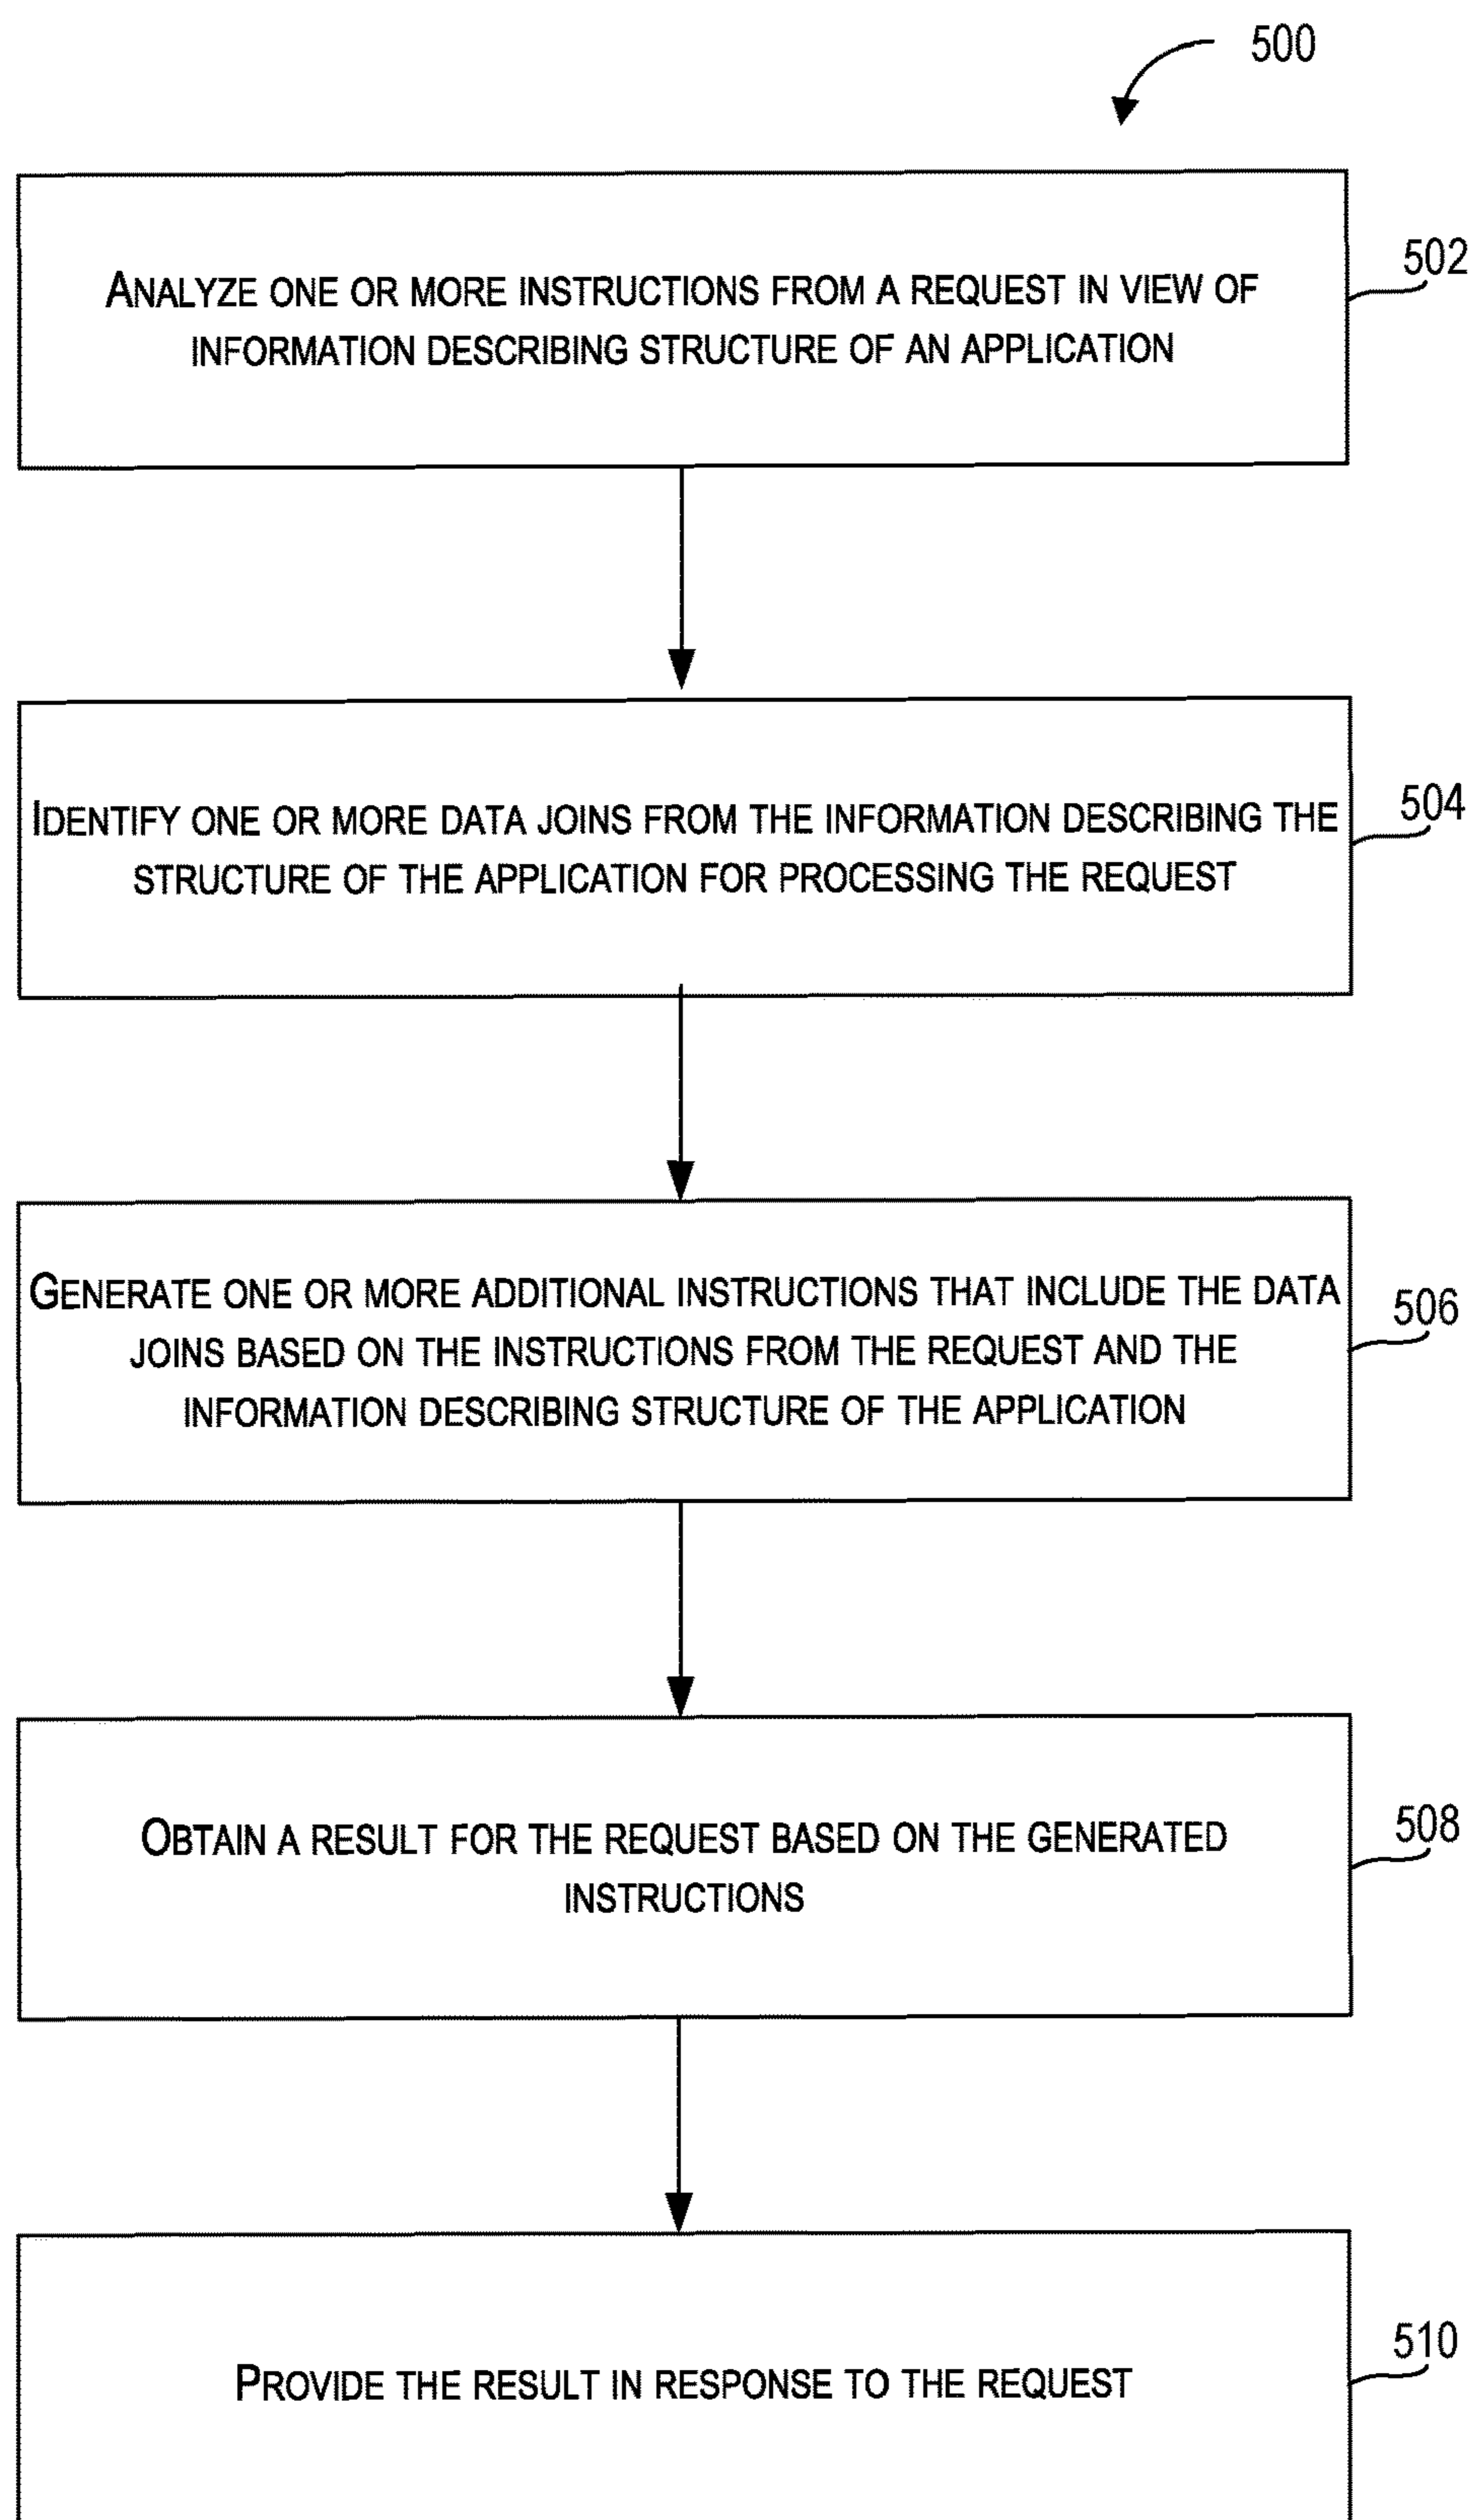 500
ANALYZE ONE OR MORE INSTRUCTIONS FROM A REQUEST IN VIEW OF
INFORMATION DESCRIBING STRUCTURE OF AN APPLICATION
502
IDENTIFY ONE OR MORE DATA JOINS FROM THE INFORMATION DESCRIBING THE
STRUCTURE OF THE APPLICATION FOR PROCESSING THE REQUEST
504
GENERATE ONE OR MORE ADDITIONAL INSTRUCTIONS THAT INCLUDE THE DATA
JOINS BASED ON THE INSTRUCTIONS FROM THE REQUEST AND THE
INFORMATION DESCRIBING STRUCTURE OF THE APPLICATION
506
OBTAIN A RESULT FOR THE REQUEST BASED ON THE GENERATED
INSTRUCTIONS
508
PROVIDE THE RESULT IN RESPONSE TO THE REQUEST
510